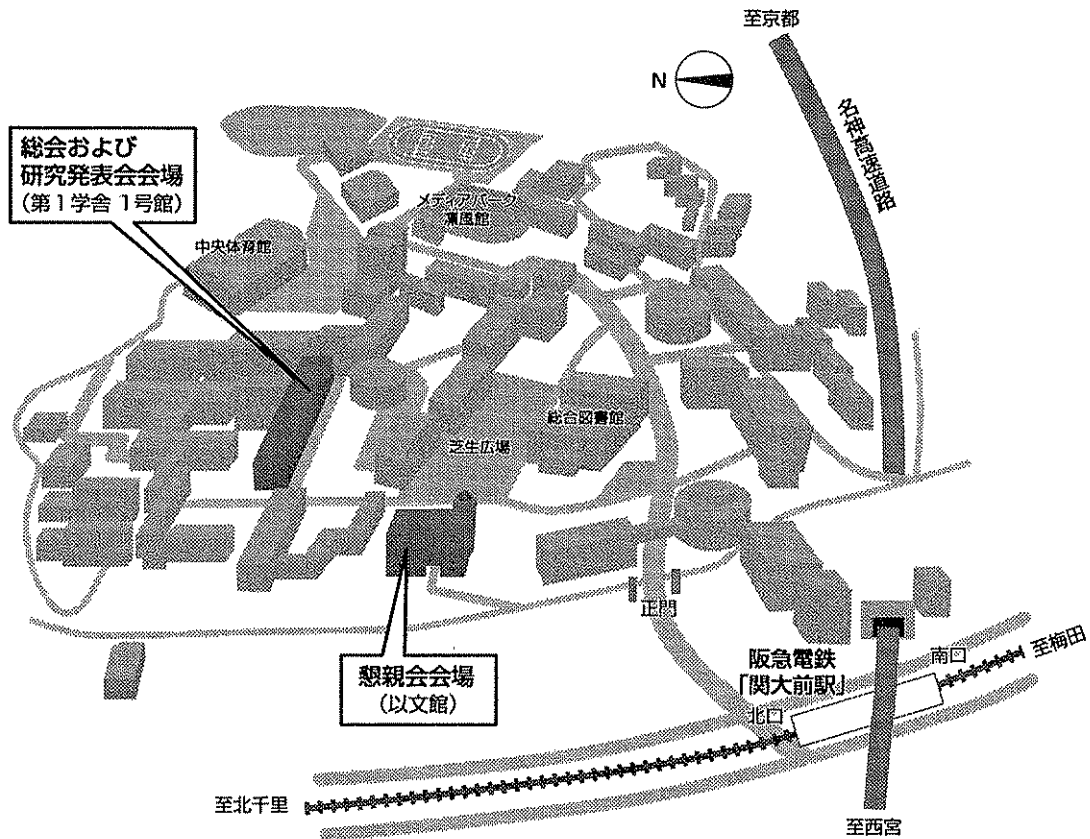 至京都
N
名神高速道路
総会および
研究発表会会場
（第1学舎 1号館）
メディアパーク
凜風館
中央体育館
総合図書館
芝生広場
正門
懇親会会場
（以文館）
阪急電鉄
「関大前駅」
南口
至梅田
北口
至北千里
至西宮